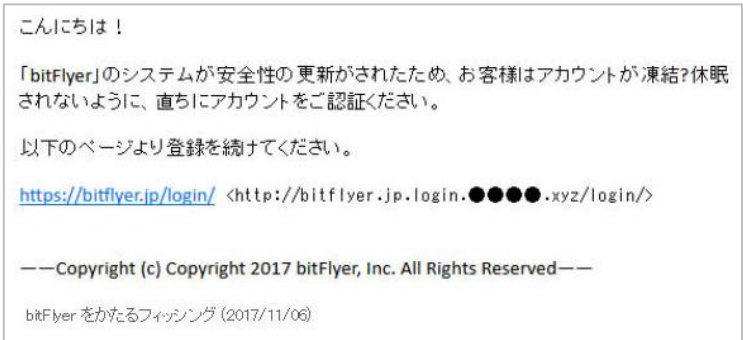 こんにちは！
「bitFlyer」のシステムが安全性の更新がされたため、お客様はアカウントが凍結?休眠
されないように、直ちにアカウントをご認証ください。
以下のページより登録を続けてください。
https://bitflyer.jp/login/ <http://bitflyer.jp.login.●●●●.xyz/login/>
——Copyright (c) Copyright 2017 bitFlyer, Inc. All Rights Reserved——
bitFlyer をかたるフィッシング (2017/11/06)